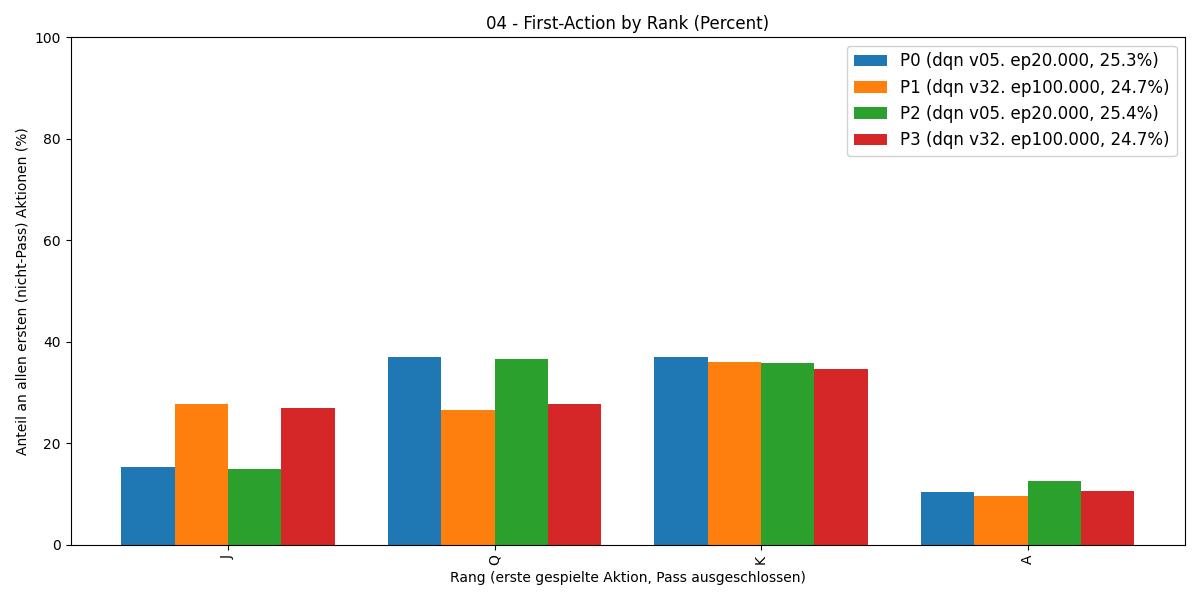 04 - First-Action by Rank (Percent)
Anteil an allen ersten (nicht-Pass) Aktionen (%)
100
80
60
40
20
0
P0 (dqn v05. ep20.000, 25.3%)
P1 (dqn v32. ep100.000, 24.7%)
P2 (dqn v05. ep20.000, 25.4%)
P3 (dqn v32. ep100.000, 24.7%)
J
Q
K
A
Rang (erste gespielte Aktion, Pass ausgeschlossen)